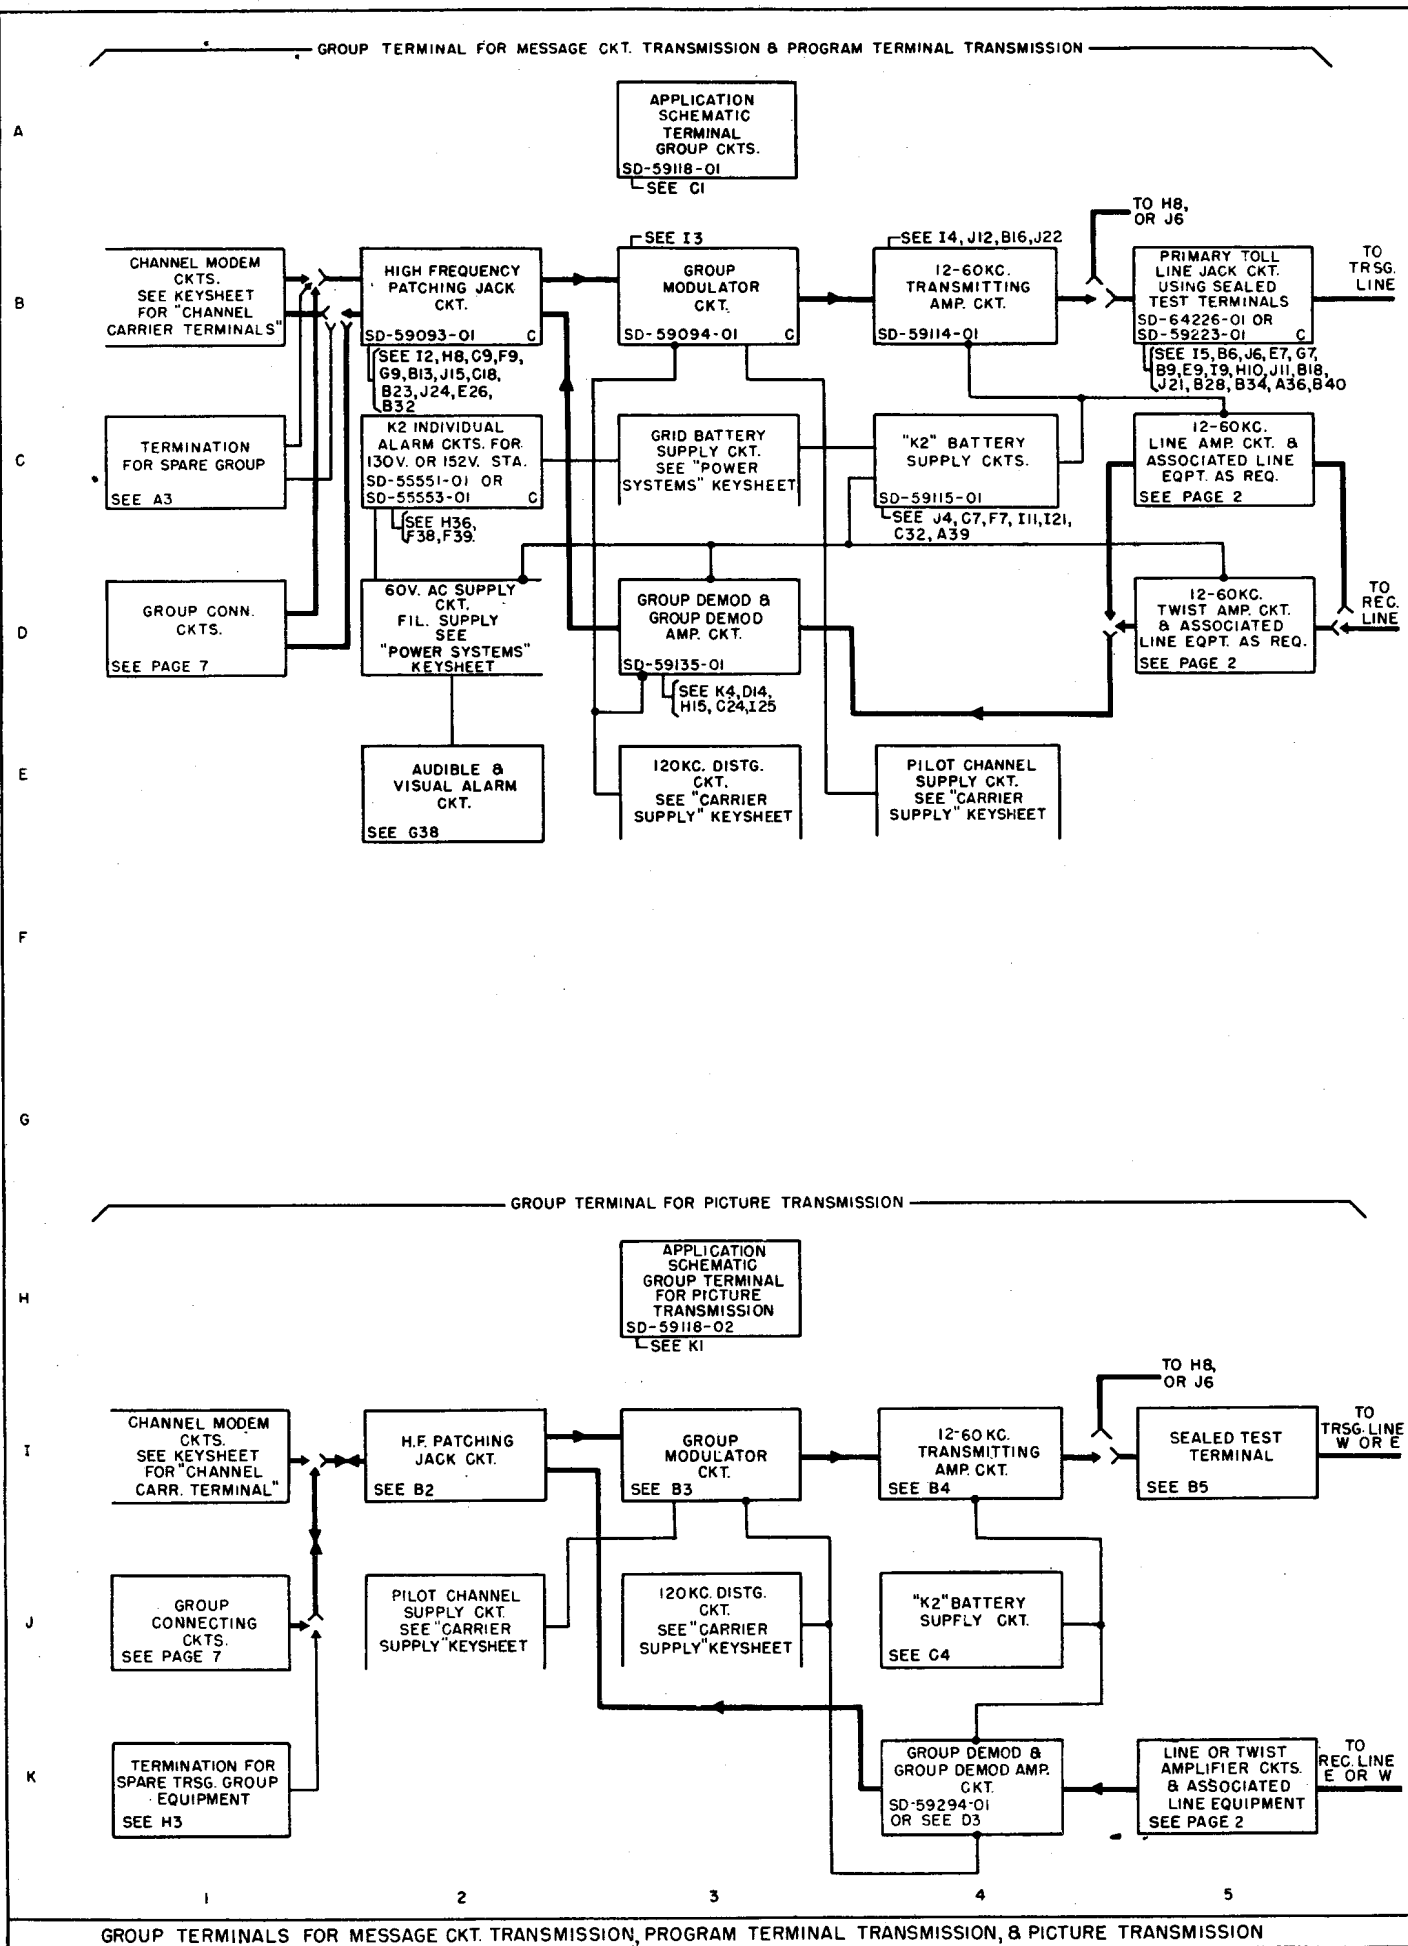 GROUP TERMINAL FOR MESSAGE CKT. TRANSMISSION & PROGRAM TERMINAL TRANSMISSION
A
APPLICATION
SCHEMATIC
TERMINAL
GROUP CKTS.
SD-59118-01
SEE C1
TO H8,
OR J6
B
CHANNEL MODEM
CKTS.
SEE KEYSHEET
FOR "CHANNEL
CARRIER TERMINALS"
HIGH FREQUENCY
PATCHING JACK
CKT.
SD-59093-01 C
SEE I2, H8, C9, F9,
G9, B13, J15, C18,
B23, J24, E26,
B32
SEE I3
GROUP
MODULATOR
CKT.
SD-59094-01 C
SEE I4, J12, B16, J22
12-60KC.
TRANSMITTING
AMP. CKT.
SD-59114-01
PRIMARY TOLL
LINE JACK CKT.
USING SEALED
TEST TERMINALS
SD-64226-01 OR
SD-59223-01 C
SEE I5, B6, J6, E7, G7,
B9, E9, I9, H10, J11, B18,
J21, B28, B34, A36, B40
TO
TRSG.
LINE
C
TERMINATION
FOR SPARE GROUP
SEE A3
K2 INDIVIDUAL
ALARM CKTS. FOR
130V. OR 152V. STA.
SD-55551-01 OR
SD-55553-01 C
SEE H36,
F38, F39.
GRID BATTERY
SUPPLY CKT.
SEE "POWER
SYSTEMS" KEYSHEET
"K2" BATTERY
SUPPLY CKTS.
SD-59115-01
SEE J4, C7, F7, I11, I21,
C32, A39
12-60KC.
LINE AMP. CKT. &
ASSOCIATED LINE
EQPT. AS REQ.
SEE PAGE 2
D
GROUP CONN.
CKTS.
SEE PAGE 7
60V. AC SUPPLY
CKT.
FIL. SUPPLY
SEE
"POWER SYSTEMS"
KEYSHEET
GROUP DEMOD &
GROUP DEMOD
AMP. CKT.
SD-59135-01
SEE K4, D14,
H15, C24, I25
12-60KC.
TWIST AMP. CKT.
& ASSOCIATED
LINE EQPT. AS REQ.
SEE PAGE 2
TO
REC.
LINE
E
AUDIBLE &
VISUAL ALARM
CKT.
SEE G38
120KC. DISTG.
CKT.
SEE "CARRIER
SUPPLY" KEYSHEET
PILOT CHANNEL
SUPPLY CKT.
SEE "CARRIER
SUPPLY" KEYSHEET
F
G
GROUP TERMINAL FOR PICTURE TRANSMISSION
H
APPLICATION
SCHEMATIC
GROUP TERMINAL
FOR PICTURE
TRANSMISSION
SD-59118-02
SEE K1
TO H8,
OR J6
I
CHANNEL MODEM
CKTS.
SEE KEYSHEET
FOR "CHANNEL
CARR. TERMINAL"
H.F. PATCHING
JACK CKT.
SEE B2
GROUP
MODULATOR
CKT.
SEE B3
12-60KC.
TRANSMITTING
AMP. CKT.
SEE B4
SEALED TEST
TERMINAL
SEE B5
TO
TRSG. LINE
W OR E
J
GROUP
CONNECTING
CKTS.
SEE PAGE 7
PILOT CHANNEL
SUPPLY CKT.
SEE "CARRIER
SUPPLY" KEYSHEET
120KC. DISTG.
CKT.
SEE "CARRIER
SUPPLY" KEYSHEET
"K2" BATTERY
SUPPLY CKT.
SEE C4
K
TERMINATION FOR
SPARE TRSG. GROUP
EQUIPMENT
SEE H3
GROUP DEMOD &
GROUP DEMOD AMP.
CKT.
SD-59294-01
OR SEE D3
LINE OR TWIST
AMPLIFIER CKTS.
& ASSOCIATED
LINE EQUIPMENT
SEE PAGE 2
TO
REC. LINE
E OR W
1 2 3 4 5
GROUP TERMINALS FOR MESSAGE CKT. TRANSMISSION, PROGRAM TERMINAL TRANSMISSION, & PICTURE TRANSMISSION